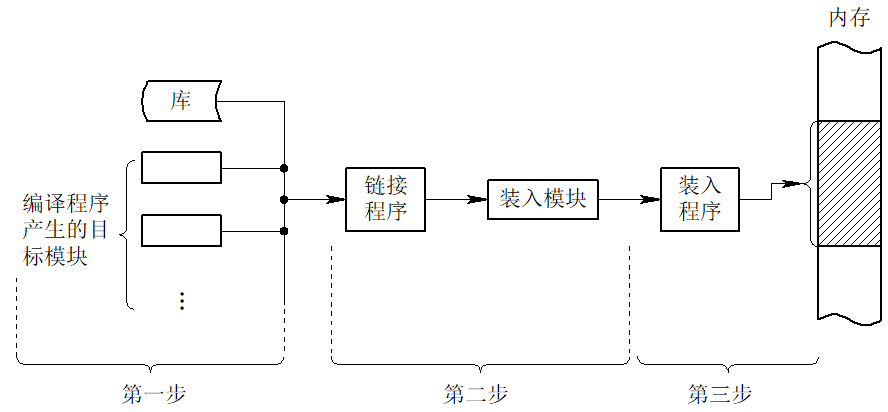 内存
库
编译程序
产生的目
标模块
⋮
链接
程序
装入模块
装入
程序
第一步
第二步
第三步